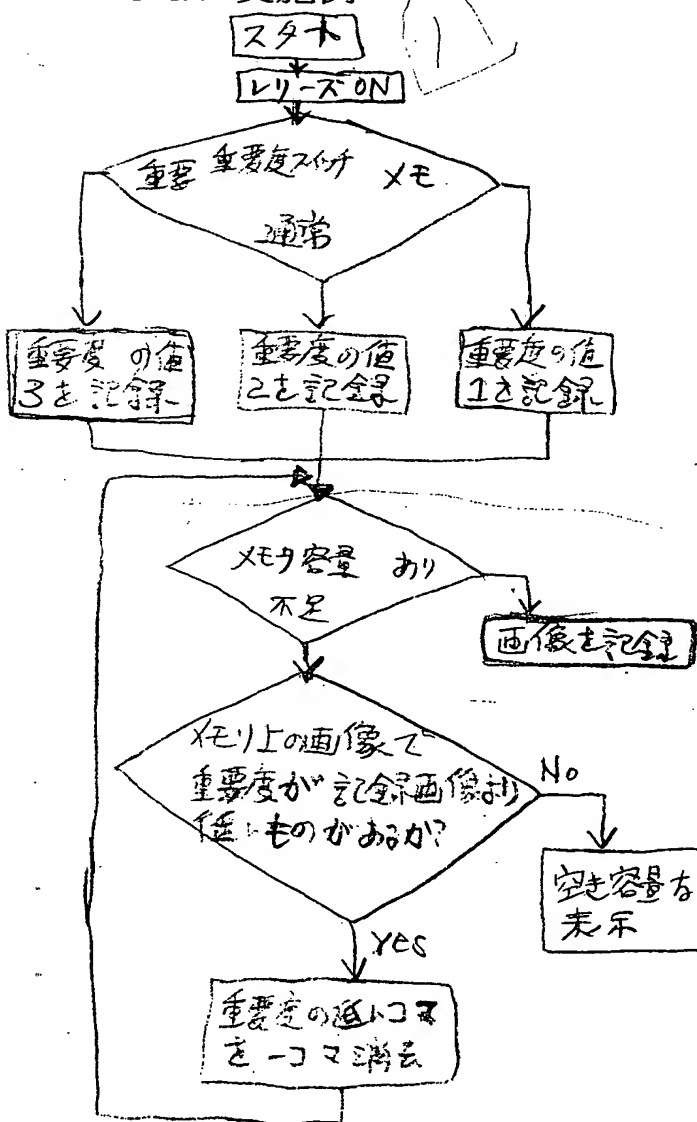 スタート
レリーズ ON
重要 重要度スイッチ メモ
通常
重要度の値
3を記録
重要度の値
2を記録
重要度の値
1を記録
メモリ容量 あり
不足
画像を記録
メモリ上の画像で
重要度が記録画像より
低いものがあるか?
No
空き容量な
表示
Yes
重要度の低いコマ
を一コマ消去